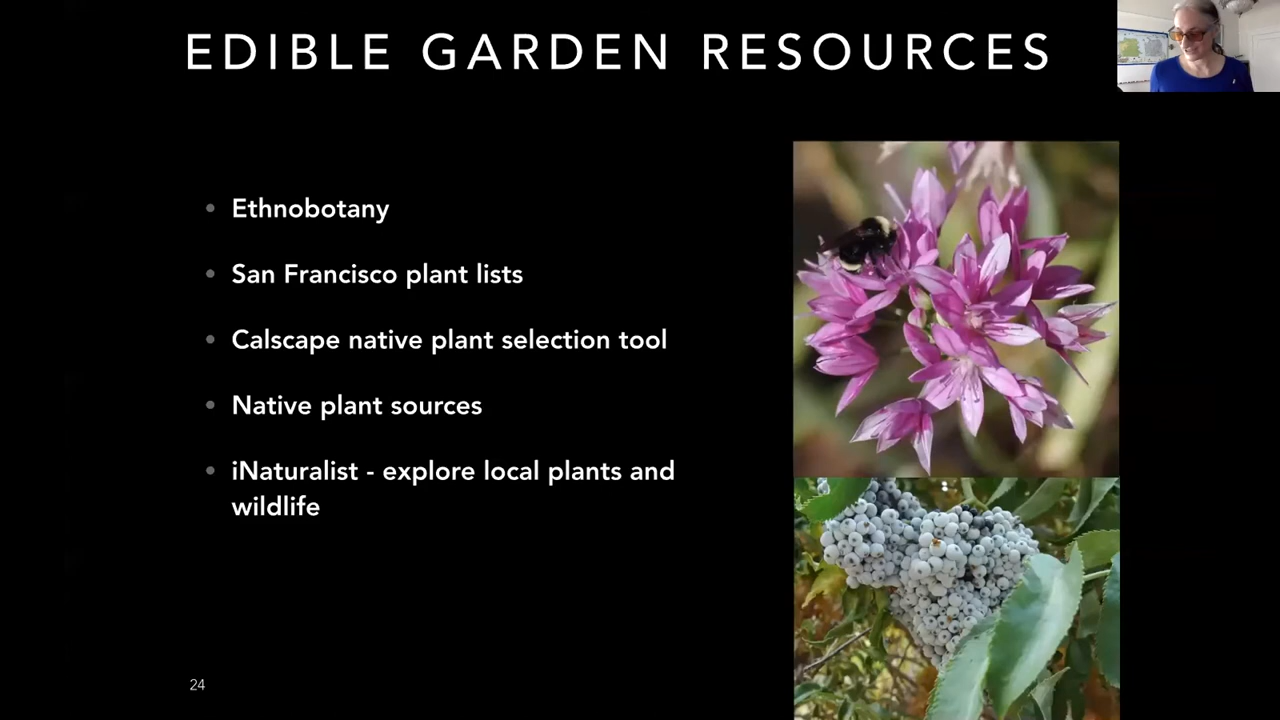 EDIBLE GARDEN RESOURCES
Ethnobotany
San Francisco plant lists
Calscape native plant selection tool
Native plant sources
iNaturalist - explore local plants and
wildlife
24